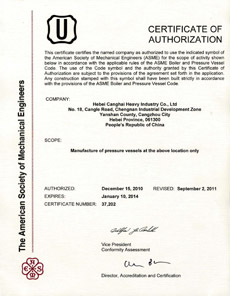 U
CERTIFICATE OF
AUTHORIZATION
This certificate certifies the named company as authorized to use the indicated symbol of
the American Society of Mechanical Engineers (ASME) for the scope of activity shown
below in accordance with the applicable rules of the ASME Boiler and Pressure Vessel
Code. The use of the Code symbol and the authority granted by this Certificate of
Authorization are subject to the provisions of the agreement set forth in the application.
Any construction stamped with this symbol shall have been built strictly in accordance
with the provisions of the ASME Boiler and Pressure Vessel Code.
COMPANY:
Hebei Canghai Heavy Industry Co., Ltd
No. 18, Cangle Road, Chengnan Industrial Development Zone
Yanshan County, Cangzhou City
Hebei Province, 061300
People's Republic of China
SCOPE:
Manufacture of pressure vessels at the above location only
AUTHORIZED: December 10, 2010 REVISED: September 2, 2011
EXPIRES: January 10, 2014
CERTIFICATE NUMBER: 37,202
Vice President
Conformity Assessment
Director, Accreditation and Certification
The American Society of Mechanical Engineers